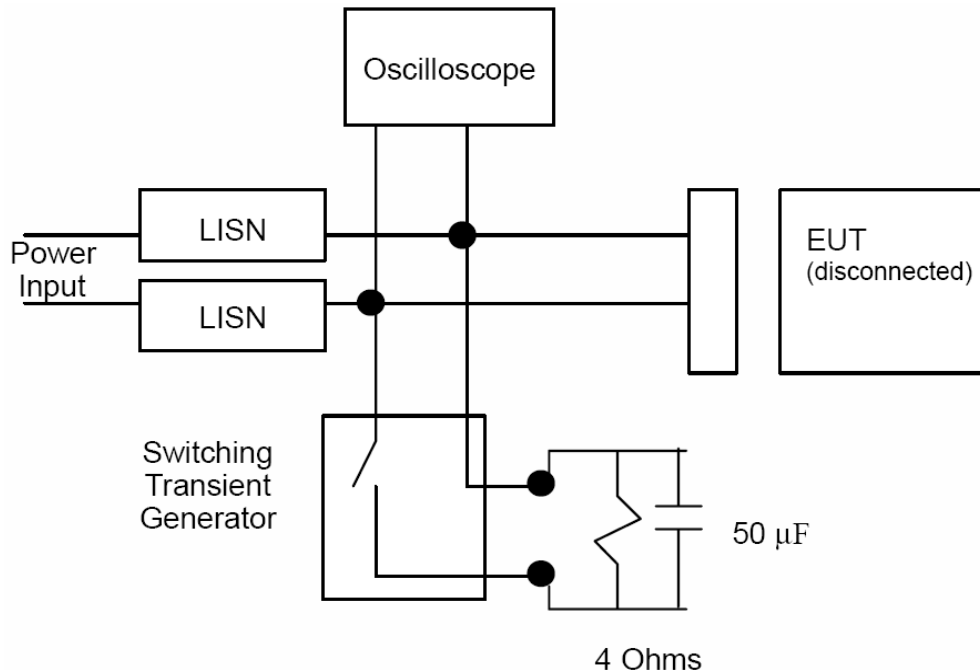 Oscilloscope
LISN
Power
Input
LISN
EUT
(disconnected)
Switching
Transient
Generator
50 μF
4 Ohms